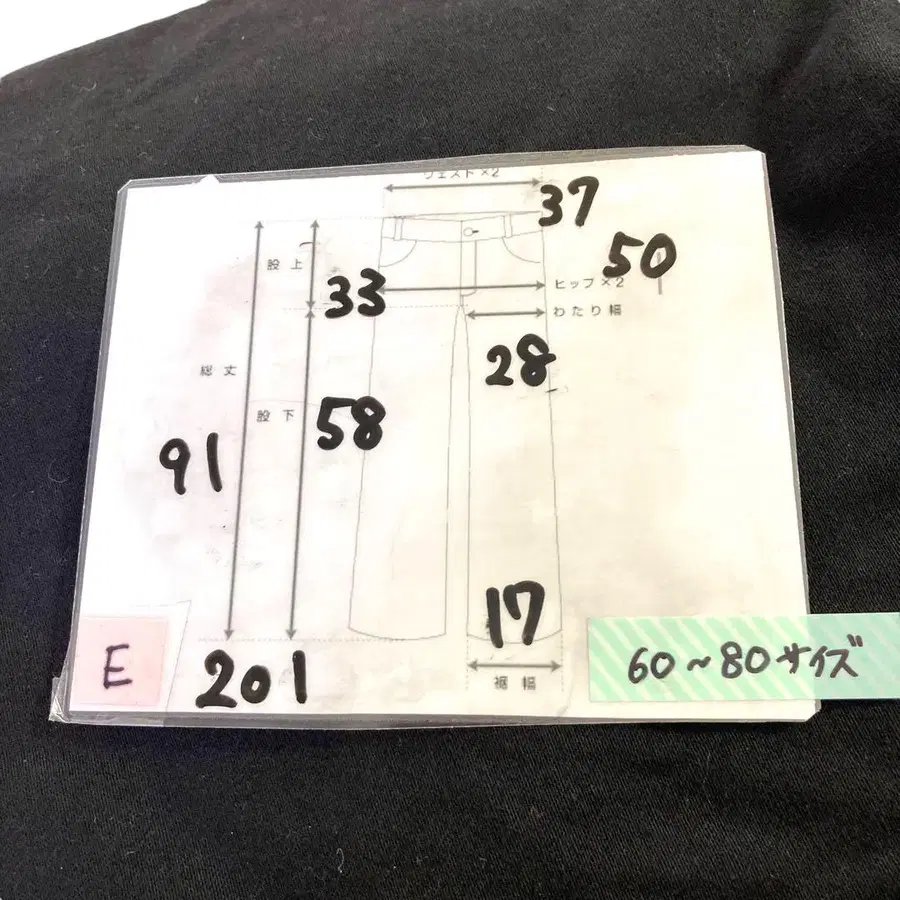 ウェスト×2
37
50
股上
33
ヒップ×2
わたり幅
28
総丈
股下
58
91
17
E
201
裾幅
60～80サイズ